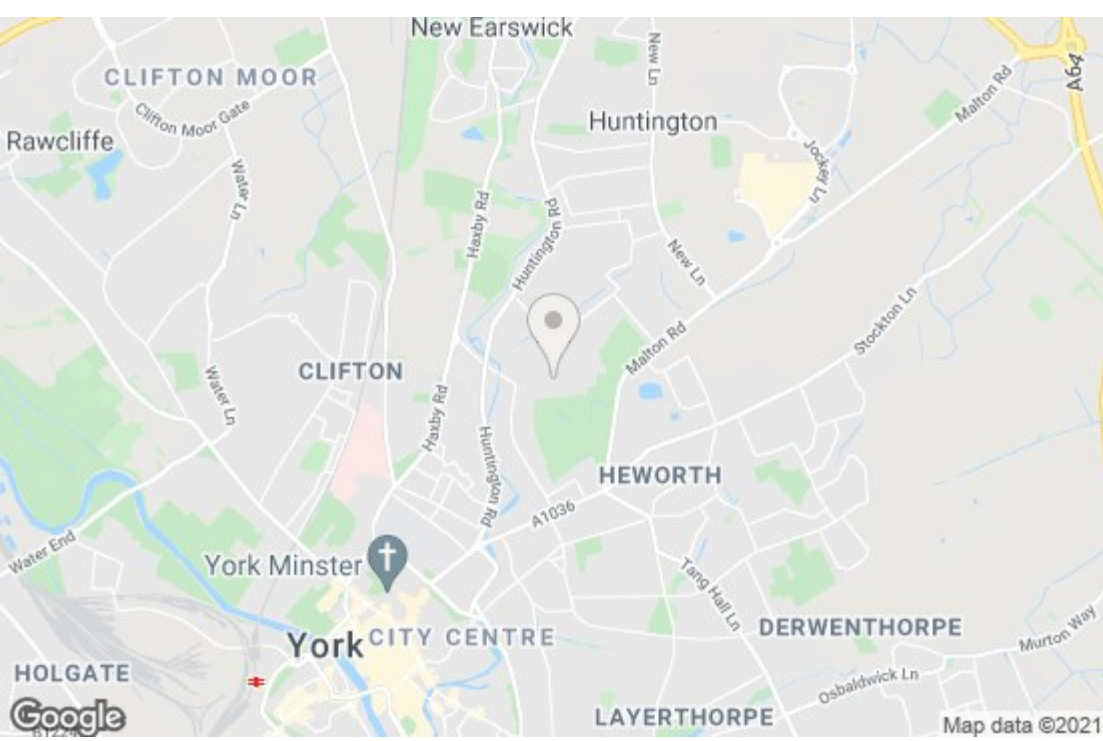 New Earswick
New Ln
A64
CLIFTON MOOR
Malton Rd
Clifton Moor Gate
Huntington
Rawcliffe
Jockey Ln
Water Ln
Haxby Rd
Huntington Rd
New Ln
Stockton Ln
Malton Rd
CLIFTON
Water Ln
Haxby Rd
Huntington Rd
HEWORTH
A1036
Water End
York Minster
Tang Hall Ln
DERWENTHORPE
Murton Way
York
CITY CENTRE
HOLGATE
Osbaldwick Ln
LAYERTHORPE
Google
Map data ©2021